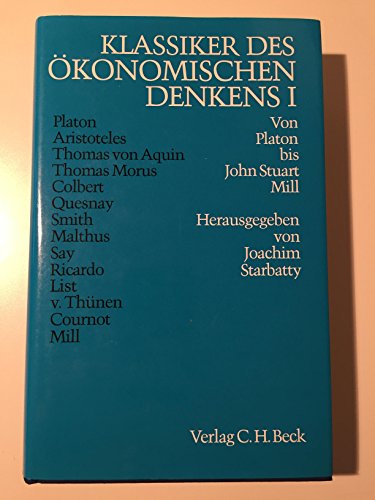 KLASSIKER DES
ÖKONOMISCHEN
DENKENS I
Platon
Aristoteles
Thomas von Aquin
Thomas Morus
Colbert
Quesnay
Smith
Malthus
Say
Ricardo
List
v. Thünen
Cournot
Mill
Von
Platon
bis
John Stuart
Mill
Herausgegeben
von
Joachim
Starbatty
Verlag C. H. Beck